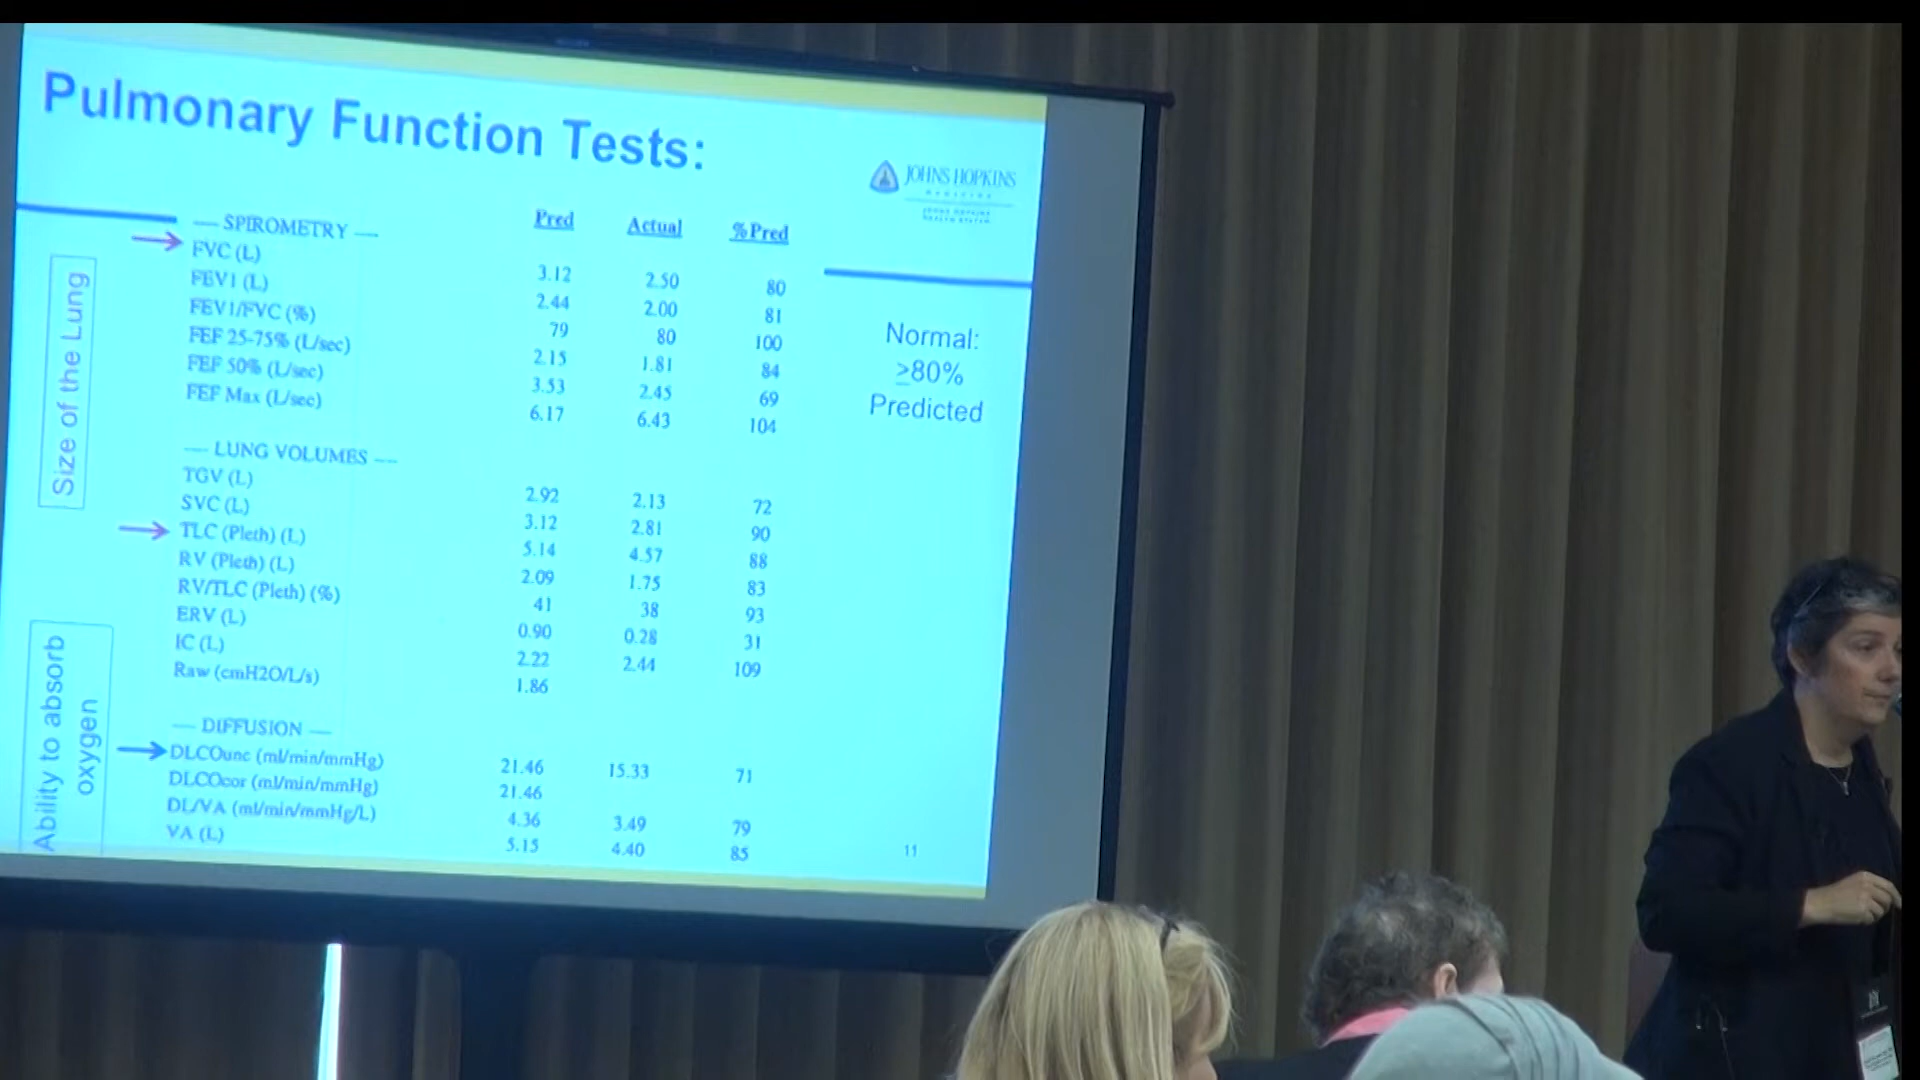 Pulmonary Function Tests:
JOHNS HOPKINS
MEDICINE
JOHNS HOPKINS
HEALTH SYSTEM
Pred Actual %Pred
— SPIROMETRY —
FVC (L) 3.12 2.50 80
FEV1 (L) 2.44 2.00 81
FEV1/FVC (%) 79 80 100
FEF 25-75% (L/sec) 2.15 1.81 84
FEF 50% (L/sec) 3.53 2.45 69
FEF Max (L/sec) 6.17 6.43 104
— LUNG VOLUMES —
TGV (L) 2.92 2.13 72
SVC (L) 3.12 2.81 90
TLC (Pleth) (L) 5.14 4.57 88
RV (Pleth) (L) 2.09 1.75 83
RV/TLC (Pleth) (%) 41 38 93
ERV (L) 0.90 0.28 31
IC (L) 2.22 2.44 109
Raw (cmH2O/L/s) 1.86
— DIFFUSION —
DLCOunc (ml/min/mmHg) 21.46 15.33 71
DLCOcor (ml/min/mmHg) 21.46
DL/VA (ml/min/mmHg/L) 4.36 3.49 79
VA (L) 5.15 4.40 85
Size of the Lung
Ability to absorb
oxygen
Normal:
≥80%
Predicted
11